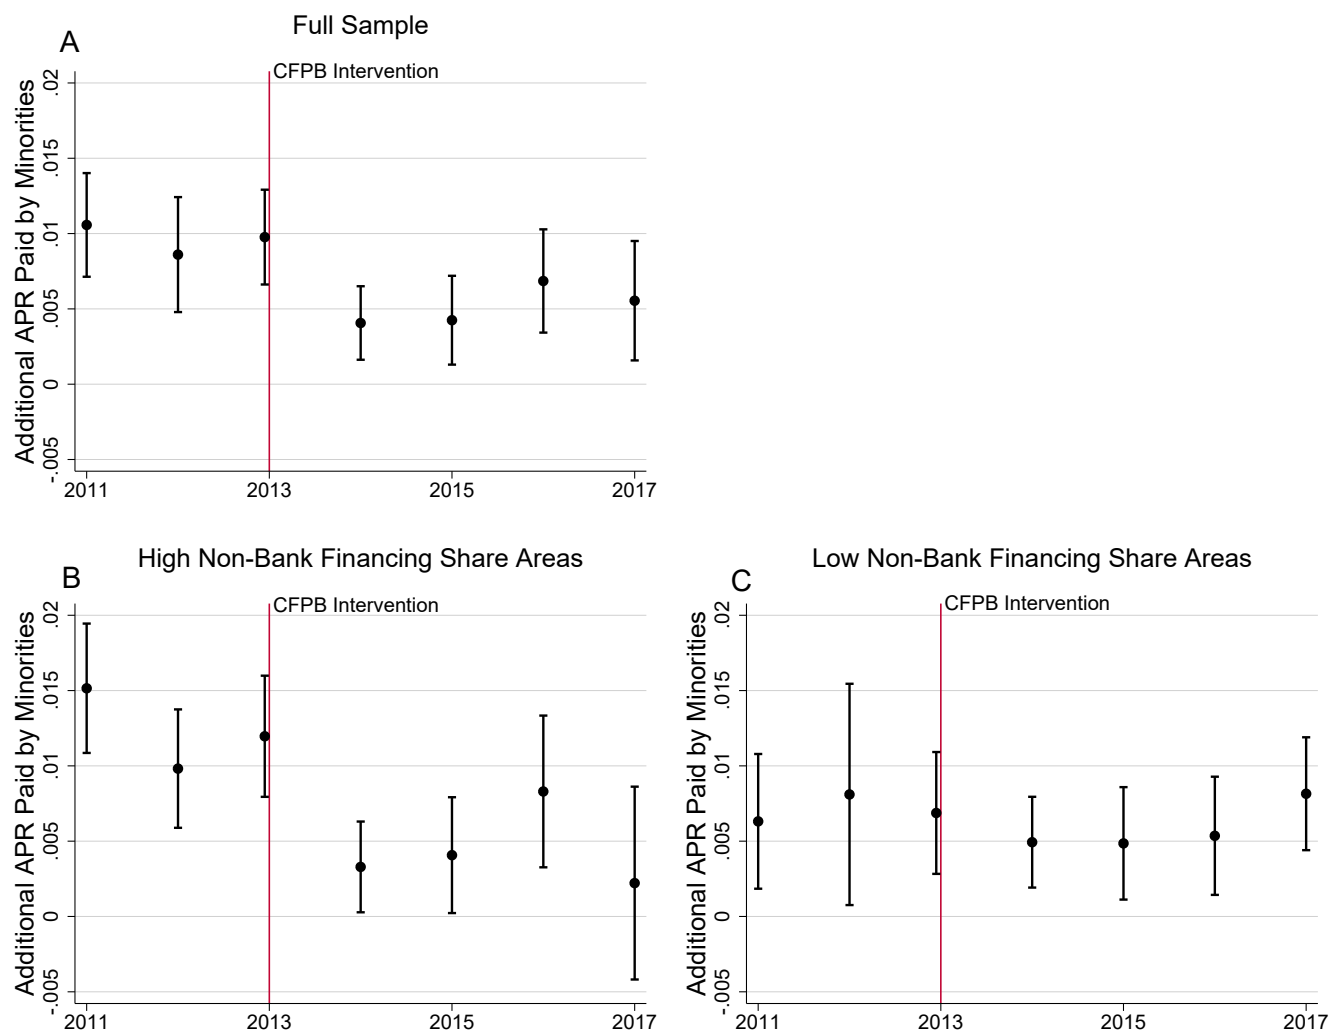 Full Sample
A
CFPB Intervention
Additional APR Paid by Minorities
.02
.015
.01
.005
0
-.005
2011 2013 2015 2017
High Non-Bank Financing Share Areas
B
CFPB Intervention
Additional APR Paid by Minorities
.02
.015
.01
.005
0
-.005
2011 2013 2015 2017
Low Non-Bank Financing Share Areas
C
CFPB Intervention
Additional APR Paid by Minorities
.02
.015
.01
.005
0
-.005
2011 2013 2015 2017